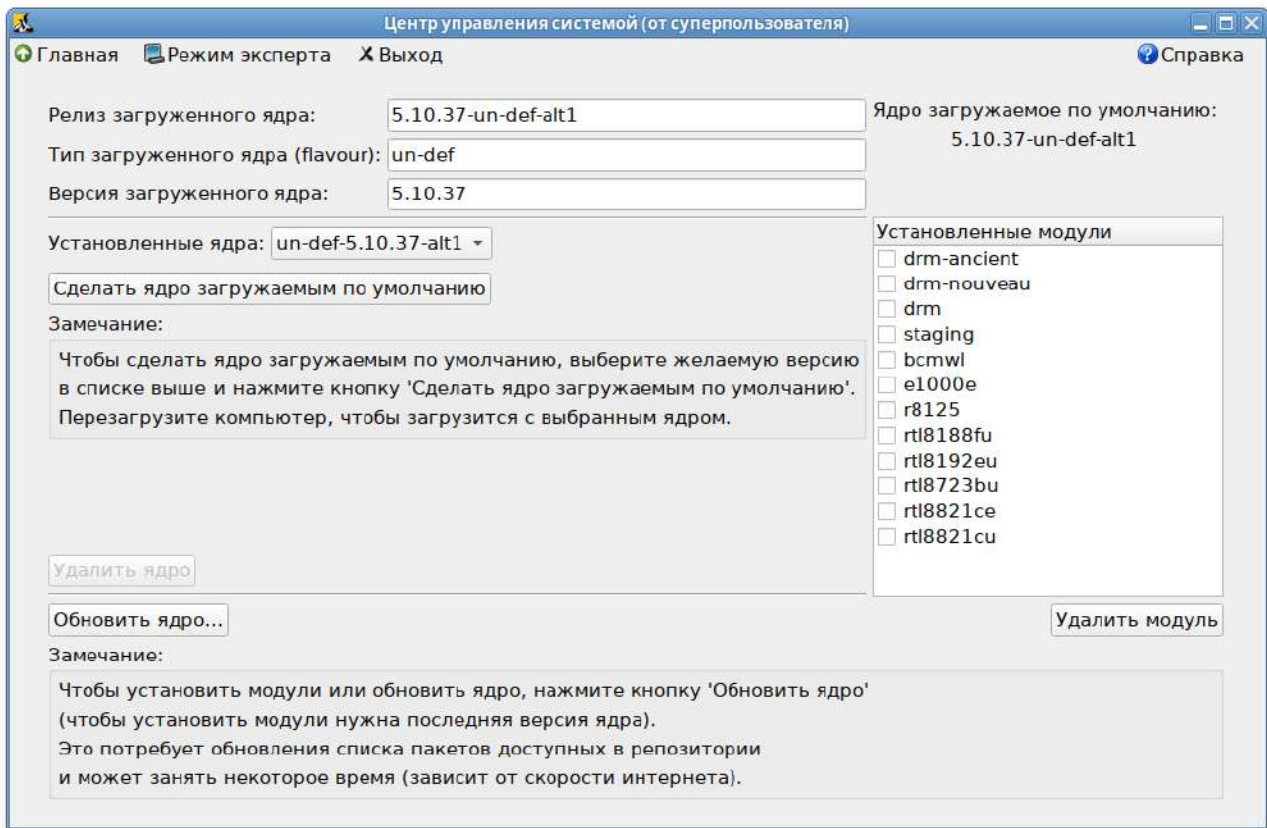 Центр управления системой (от суперпользователя)
Главная Режим эксперта Выход Справка
Релиз загруженного ядра: 5.10.37-un-def-alt1
Тип загруженного ядра (flavour): un-def
Версия загруженного ядра: 5.10.37
Ядро загружаемое по умолчанию:
5.10.37-un-def-alt1
Установленные ядра: un-def-5.10.37-alt1
Сделать ядро загружаемым по умолчанию
Замечание:
Чтобы сделать ядро загружаемым по умолчанию, выберите желаемую версию
в списке выше и нажмите кнопку 'Сделать ядро загружаемым по умолчанию'.
Перезагрузите компьютер, чтобы загрузится с выбранным ядром.
Удалить ядро
Установленные модули
drm-ancient
drm-nouveau
drm
staging
bcmwl
e1000e
r8125
rtl8188fu
rtl8192eu
rtl8723bu
rtl8821ce
rtl8821cu
Обновить ядро... Удалить модуль
Замечание:
Чтобы установить модули или обновить ядро, нажмите кнопку 'Обновить ядро'
(чтобы установить модули нужна последняя версия ядра).
Это потребует обновления списка пакетов доступных в репозитории
и может занять некоторое время (зависит от скорости интернета).